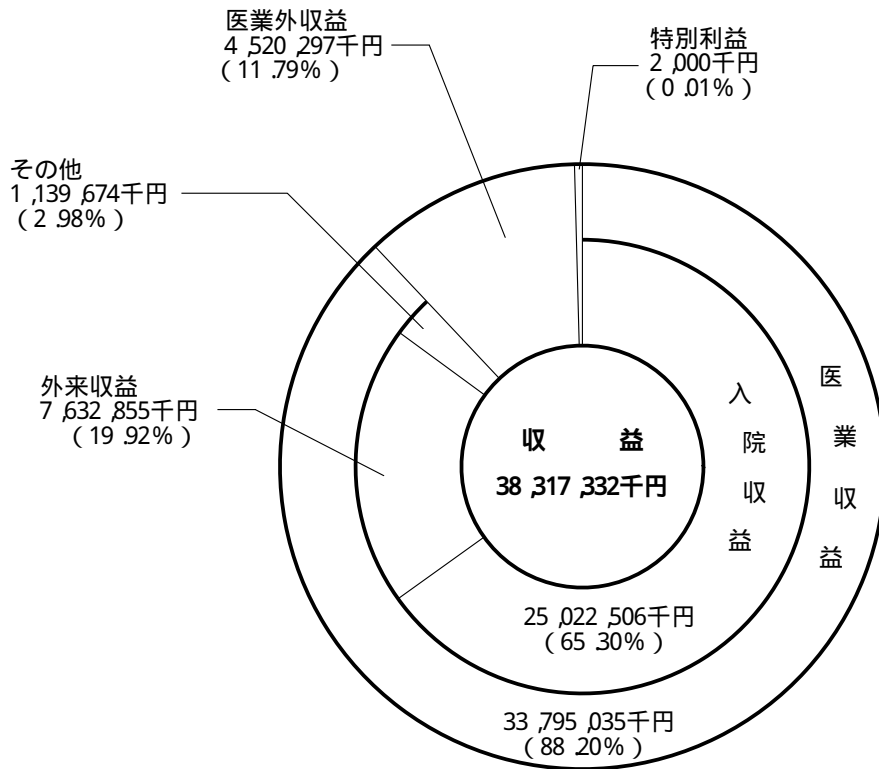 医業外収益
4,520,297千円
(11.79%)
特別利益
2,000千円
(0.01%)
その他
1,139,674千円
(2.98%)
外来収益
7,632,855千円
(19.92%)
収 益
38,317,332千円
入院収益
25,022,506千円
(65.30%)
医業収益
33,795,035千円
(88.20%)